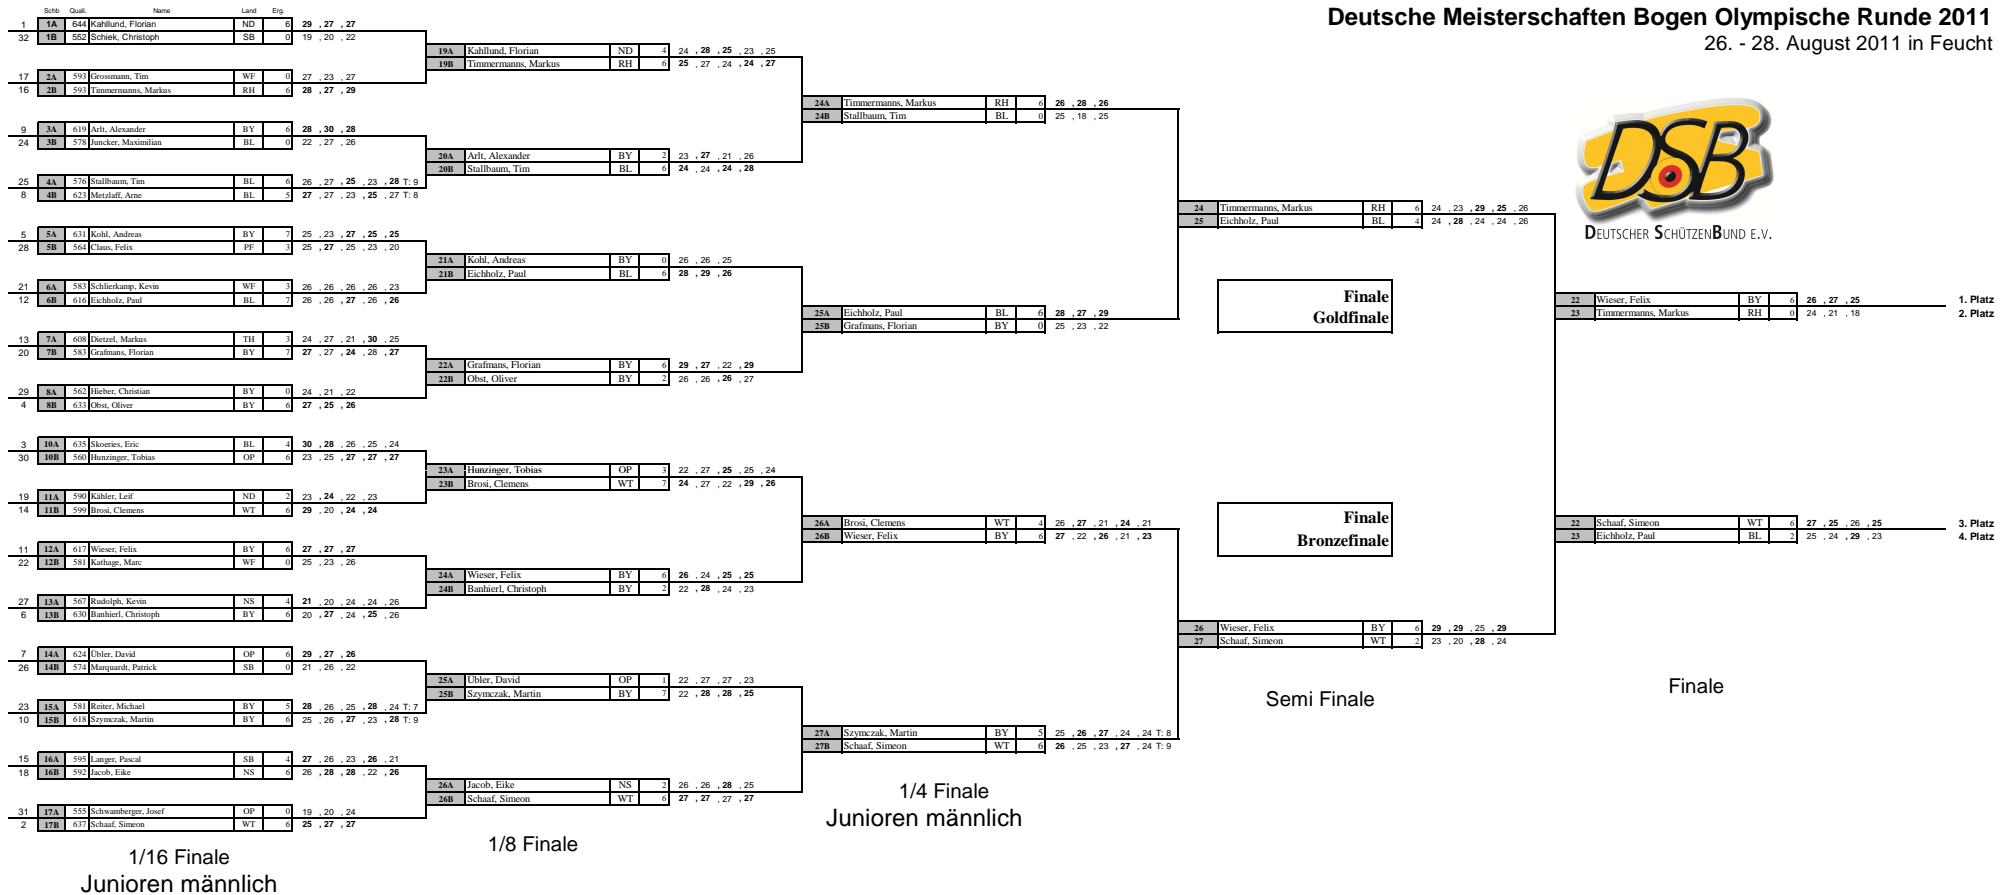 Deutsche Meisterschaften Bogen Olympische Runde 2011
26. - 28. August 2011 in Feucht
DSB
DEUTSCHER SCHÜTZENBUND E.V.
Schb Quali. Name Land Erg.
1 1A 644 Kahllund, Florian ND 6 29 , 27 , 27
32 1B 552 Schiek, Christoph SB 0 19 , 20 , 22
17 2A 593 Grossmann, Tim WF 0 27 , 23 , 27
16 2B 593 Timmermanns, Markus RH 6 28 , 27 , 29
9 3A 619 Arlt, Alexander BY 6 28 , 30 , 28
24 3B 578 Juncker, Maximilian BL 0 22 , 27 , 26
25 4A 576 Stallbaum, Tim BL 6 26 , 27 , 25 , 23 , 28 T: 9
8 4B 623 Metzlaff, Arne BL 5 27 , 27 , 23 , 25 , 27 T: 8
5 5A 631 Kohl, Andreas BY 7 25 , 23 , 27 , 25 , 25
28 5B 564 Claus, Felix PF 3 25 , 27 , 25 , 23 , 20
21 6A 583 Schlierkamp, Kevin WF 3 26 , 26 , 26 , 26 , 23
12 6B 616 Eichholz, Paul BL 7 26 , 26 , 27 , 26 , 26
13 7A 608 Dietzel, Markus TH 3 24 , 27 , 21 , 30 , 25
20 7B 583 Grafmans, Florian BY 7 27 , 27 , 24 , 28 , 27
29 8A 562 Hieber, Christian BY 0 24 , 21 , 22
4 8B 633 Obst, Oliver BY 6 27 , 25 , 26
3 10A 635 Skoeries, Eric BL 4 30 , 28 , 26 , 25 , 24
30 10B 560 Hunzinger, Tobias OP 6 23 , 25 , 27 , 27 , 27
19 11A 590 Kähler, Leif ND 2 23 , 24 , 22 , 23
14 11B 599 Brosi, Clemens WT 6 29 , 20 , 24 , 24
11 12A 617 Wieser, Felix BY 6 27 , 27 , 27
22 12B 581 Kathage, Marc WF 0 25 , 23 , 26
27 13A 567 Rudolph, Kevin NS 4 21 , 20 , 24 , 24 , 26
6 13B 630 Banhierl, Christoph BY 6 20 , 27 , 24 , 25 , 26
7 14A 624 Übler, David OP 6 29 , 27 , 26
26 14B 574 Marquardt, Patrick SB 0 21 , 26 , 22
23 15A 581 Reiter, Michael BY 5 28 , 26 , 25 , 28 , 24 T: 7
10 15B 618 Szymczak, Martin BY 6 25 , 26 , 27 , 23 , 28 T: 9
15 16A 595 Langer, Pascal SB 4 27 , 26 , 23 , 26 , 21
18 16B 592 Jacob, Eike NS 6 26 , 28 , 28 , 22 , 26
31 17A 555 Schwamberger, Josef OP 0 19 , 20 , 24
2 17B 637 Schaaf, Simeon WT 6 25 , 27 , 27
1/16 Finale
Junioren männlich
19A Kahllund, Florian ND 4 24 , 28 , 25 , 23 , 25
19B Timmermanns, Markus RH 6 25 , 27 , 24 , 24 , 27
20A Arlt, Alexander BY 2 23 , 27 , 21 , 26
20B Stallbaum, Tim BL 6 24 , 24 , 24 , 28
21A Kohl, Andreas BY 0 26 , 26 , 25
21B Eichholz, Paul BL 6 28 , 29 , 26
22A Grafmans, Florian BY 6 29 , 27 , 22 , 29
22B Obst, Oliver BY 2 26 , 26 , 26 , 27
23A Hunzinger, Tobias OP 3 22 , 27 , 25 , 25 , 24
23B Brosi, Clemens WT 7 24 , 27 , 22 , 29 , 26
24A Wieser, Felix BY 6 26 , 24 , 25 , 25
24B Banhierl, Christoph BY 2 22 , 28 , 24 , 23
25A Übler, David OP 1 22 , 27 , 27 , 23
25B Szymczak, Martin BY 7 22 , 28 , 28 , 25
26A Jacob, Eike NS 2 26 , 26 , 28 , 25
26B Schaaf, Simeon WT 6 27 , 27 , 27 , 27
1/8 Finale
24A Timmermanns, Markus RH 6 26 , 28 , 26
24B Stallbaum, Tim BL 0 25 , 18 , 25
25A Eichholz, Paul BL 6 28 , 27 , 29
25B Grafmans, Florian BY 0 25 , 23 , 22
26A Brosi, Clemens WT 4 26 , 27 , 21 , 24 , 21
26B Wieser, Felix BY 6 27 , 22 , 26 , 21 , 23
27A Szymczak, Martin BY 5 25 , 26 , 27 , 24 , 24 T: 8
27B Schaaf, Simeon WT 6 26 , 25 , 23 , 27 , 24 T: 9
1/4 Finale
Junioren männlich
24 Timmermanns, Markus RH 6 24 , 23 , 29 , 25 , 26
25 Eichholz, Paul BL 4 24 , 28 , 24 , 24 , 26
Finale
Goldfinale
Finale
Bronzefinale
26 Wieser, Felix BY 6 29 , 29 , 25 , 29
27 Schaaf, Simeon WT 2 23 , 20 , 28 , 24
Semi Finale
22 Wieser, Felix BY 6 26 , 27 , 25 1. Platz
23 Timmermanns, Markus RH 0 24 , 21 , 18 2. Platz
22 Schaaf, Simeon WT 6 27 , 25 , 26 , 25 3. Platz
23 Eichholz, Paul BL 2 25 , 24 , 29 , 23 4. Platz
Finale